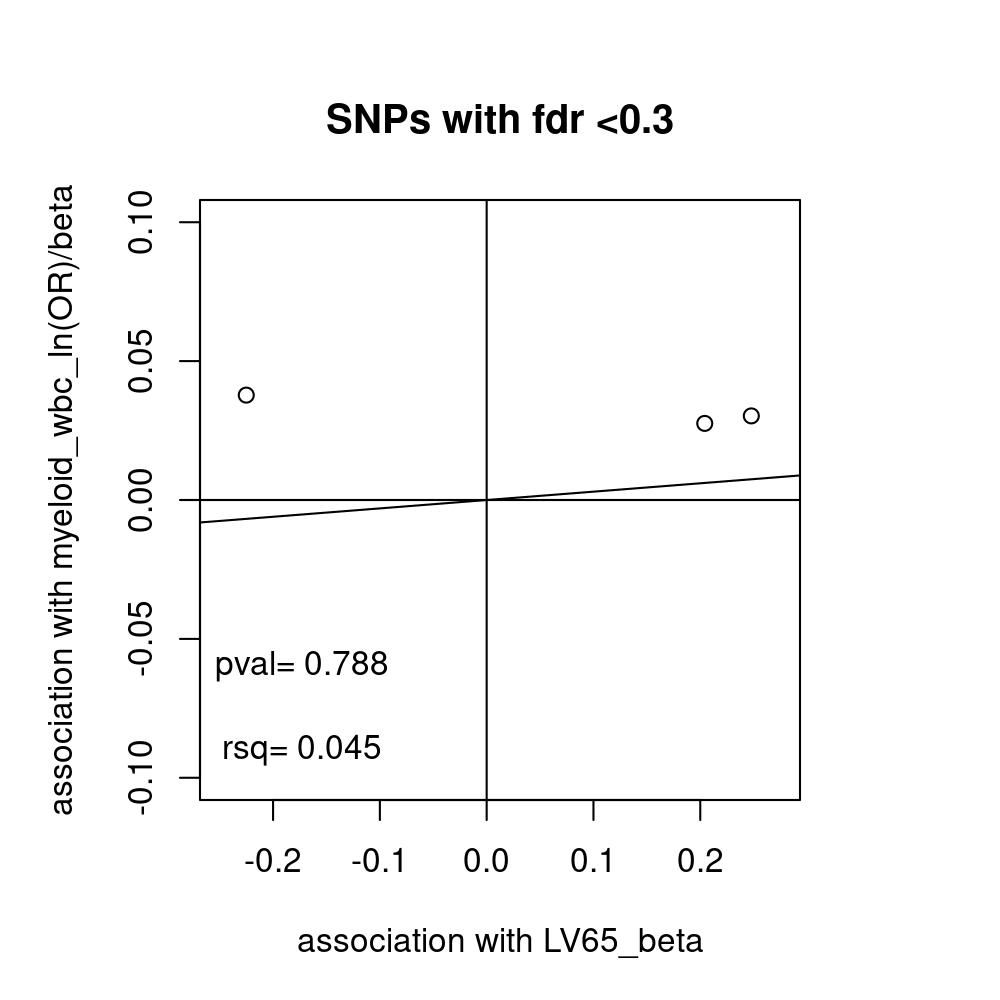 SNPs with fdr <0.3
association with myeloid_wbc_ln(OR)/beta
0.10
0.05
0.00
-0.05
-0.10
pval= 0.788
rsq= 0.045
-0.2 -0.1 0.0 0.1 0.2
association with LV65_beta